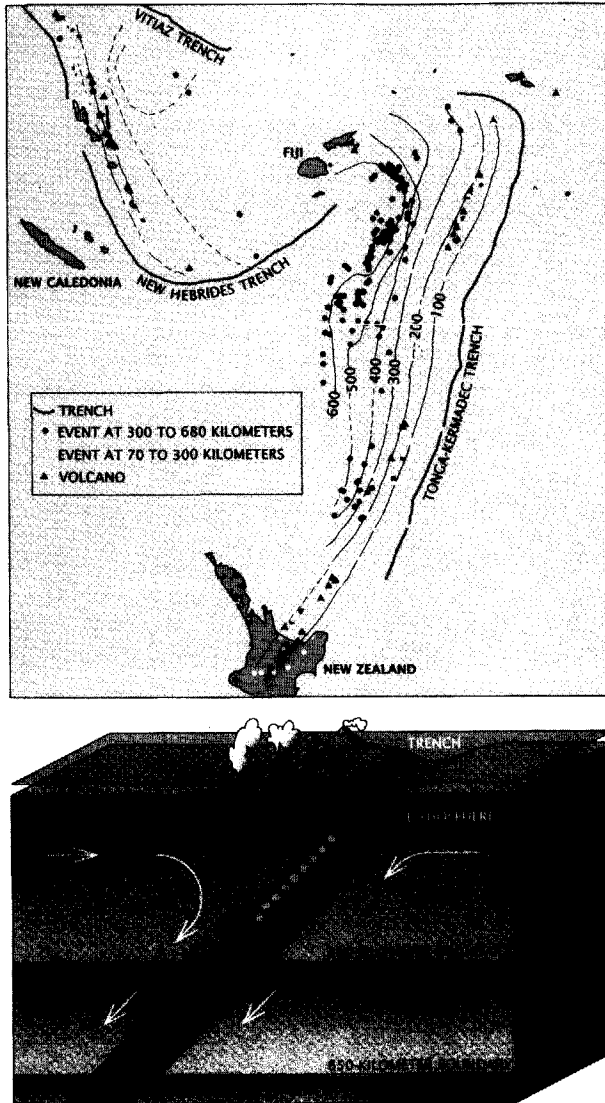 VITIAZ TRENCH
FIJI
NEW CALEDONIA
NEW HEBRIDES TRENCH
600
500
400
300
200
100
TONGA-KERMADEC TRENCH
TRENCH
EVENT AT 300 TO 680 KILOMETERS
EVENT AT 70 TO 300 KILOMETERS
VOLCANO
NEW ZEALAND
TRENCH